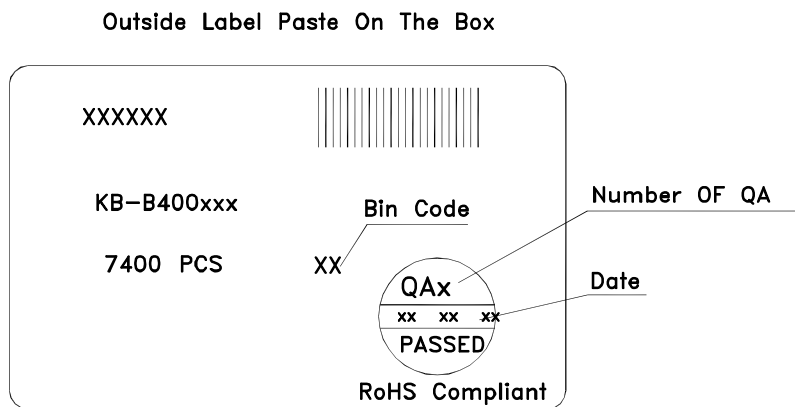 Outside Label Paste On The Box
XXXXXX
KB-B400xxx
Bin Code
Number OF QA
7400 PCS
XX
QAx
Date
xx xx xx
PASSED
RoHS Compliant